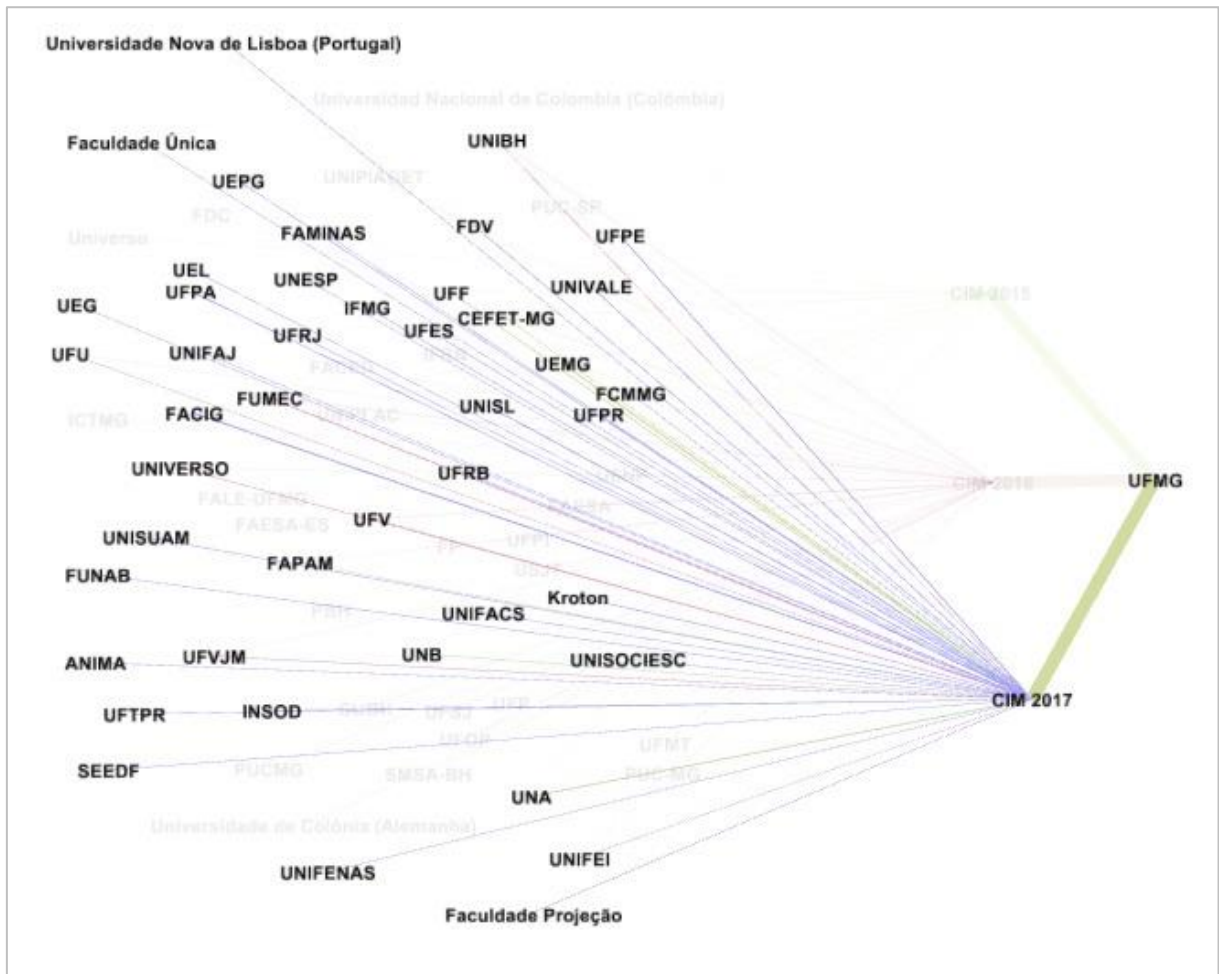 Universidade Nova de Lisboa (Portugal)
Universidad Nacional de Colombia (Colômbia)
Faculdade Única
UNIBH
UNIPIAGET
UEPG
PUC-SP
FDC
FAMINAS
FDV
UFPE
Universo
UEL
UNESP
UFPA
UFF
UNIVALE
CIM 2015
UEG
IFMG
CEFET-MG
UFRJ
UFES
UFU
UNIFAJ
UEMG
FUMEC
FCMMG
FACIG
UNISL
UFPR
ICTMG
UNIVERSO
UFRB
UFMG
CIM 2016
FALE-UFMG
FAESA
UFV
FAESA-ES
UNISUAM
UFPI
FAPAM
FUNAB
Kroton
UNIFACS
ANIMA
UFVJM
UNB
UNISOCIESC
CIM 2017
UFTPR
INSOD
UFSJ
UFOP
UFMT
SEEDF
PUCMG
SMSA-BH
PUC-MG
UNA
Universidade de Colônia (Alemanha)
UNIFENAS
UNIFEI
Faculdade Projeção